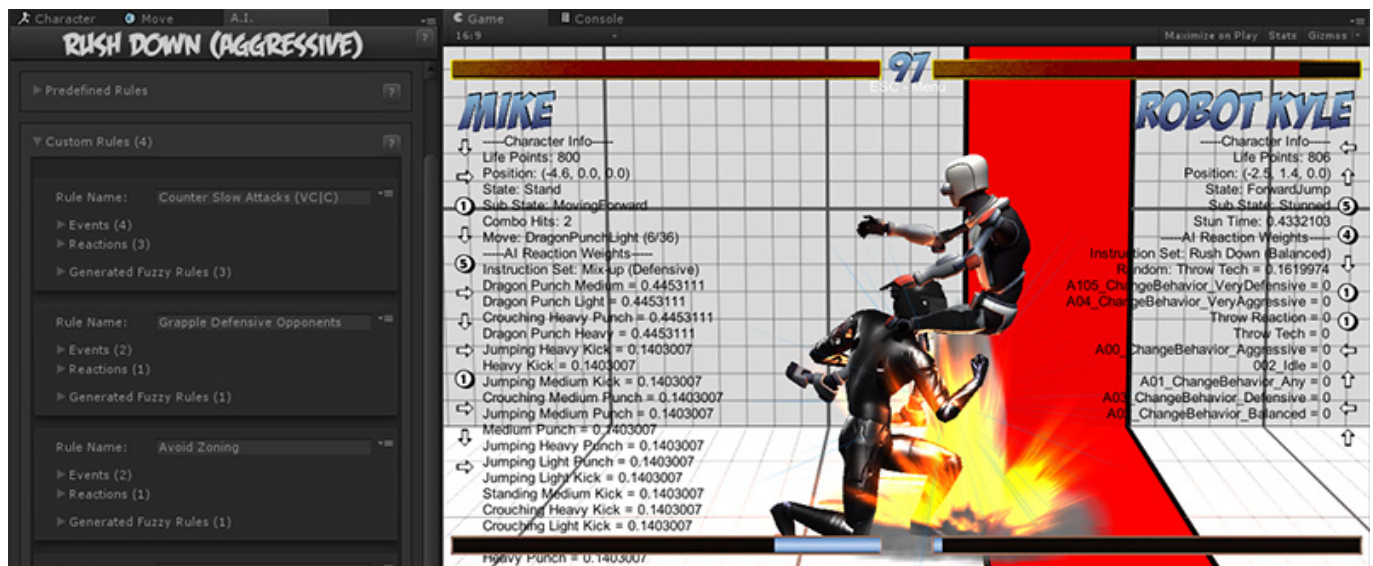 Character Move A.I.
RUSH DOWN (AGGRESSIVE) ?
Predefined Rules ?
Custom Rules (4) ?
Rule Name: Counter Slow Attacks (VC|C)
Events (4)
Reactions (3)
Generated Fuzzy Rules (3)
Rule Name: Grapple Defensive Opponents
Events (2)
Reactions (1)
Generated Fuzzy Rules (1)
Rule Name: Avoid Zoning
Events (2)
Reactions (1)
Generated Fuzzy Rules (1)
Game Console
16:9 Maximize on Play Stats Gizmos
97
ESC - Menu
MIKE
-----Character Info-----
Life Points: 800
Position: (-4.6, 0.0, 0.0)
State: Stand
1 Sub State: MovingForward
Combo Hits: 2
Move: DragonPunchLight (6/36)
-----AI Reaction Weights-----
5 Instruction Set: Mix-up (Defensive)
Dragon Punch Medium = 0.4453111
Dragon Punch Light = 0.4453111
Crouching Heavy Punch = 0.4453111
Dragon Punch Heavy = 0.4453111
Jumping Heavy Kick = 0.1403007
Heavy Kick = 0.1403007
1 Jumping Medium Kick = 0.1403007
Crouching Medium Punch = 0.1403007
Jumping Medium Punch = 0.1403007
Medium Punch = 0.1403007
Jumping Heavy Punch = 0.1403007
Jumping Light Punch = 0.1403007
Jumping Light Kick = 0.1403007
Standing Medium Kick = 0.1403007
Crouching Heavy Kick = 0.1403007
Crouching Light Kick = 0.1403007
Heavy Punch = 0.1403007
ROBOT KYLE
-----Character Info-----
Life Points: 806
Position: (-2.5, 1.4, 0.0)
State: ForwardJump
Sub State: Stunned 5
Stun Time: 0.4332103
-----AI Reaction Weights----- 4
Instruction Set: Rush Down (Balanced)
Random: Throw Tech = 0.1619974
A105_ChangeBehavior_VeryDefensive = 0 1
A04_ChangeBehavior_VeryAggressive = 0
Throw Reaction = 0 1
Throw Tech = 0
A00_ChangeBehavior_Aggressive = 0
002_Idle = 0
A01_ChangeBehavior_Any = 0
A03_ChangeBehavior_Defensive = 0
ChangeBehavior_Balanced = 0